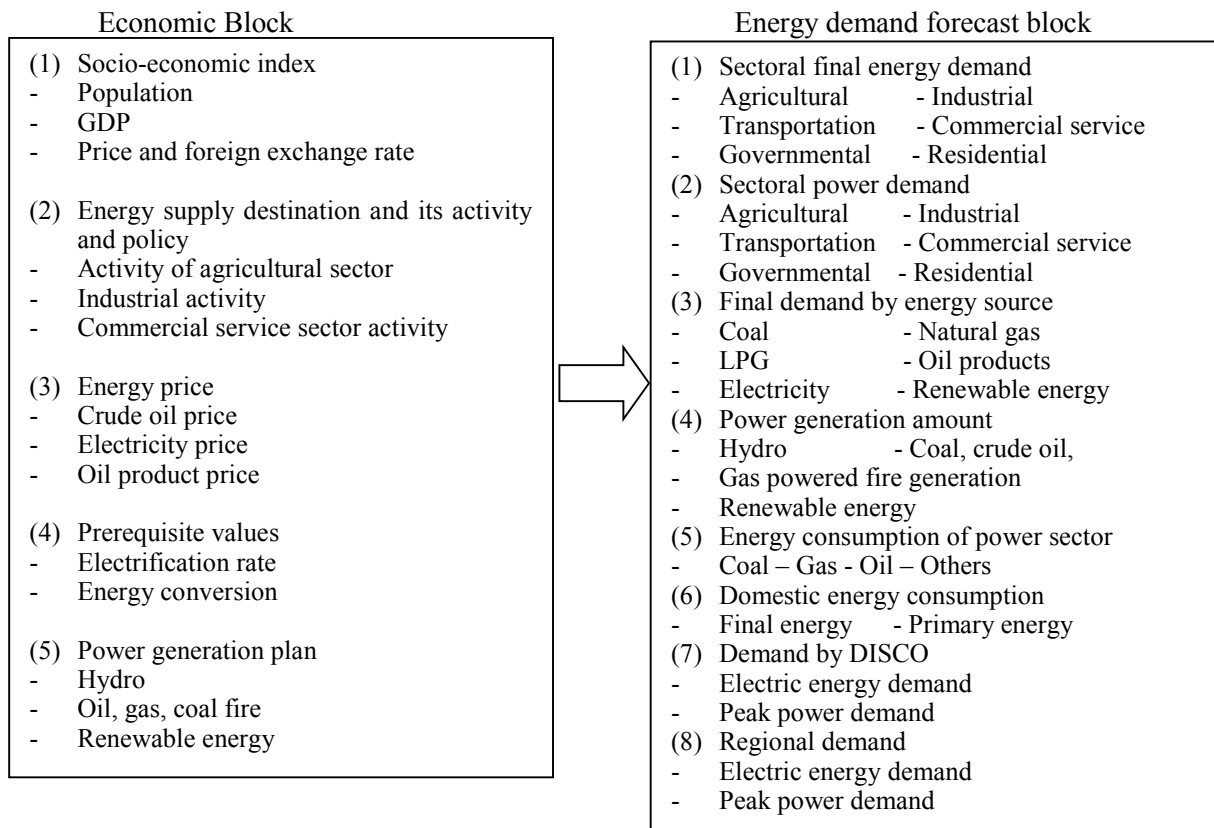 Economic Block
(1) Socio-economic index
- Population
- GDP
- Price and foreign exchange rate
(2) Energy supply destination and its activity
and policy
- Activity of agricultural sector
- Industrial activity
- Commercial service sector activity
(3) Energy price
- Crude oil price
- Electricity price
- Oil product price
(4) Prerequisite values
- Electrification rate
- Energy conversion
(5) Power generation plan
- Hydro
- Oil, gas, coal fire
- Renewable energy
Energy demand forecast block
(1) Sectoral final energy demand
- Agricultural - Industrial
- Transportation - Commercial service
- Governmental - Residential
(2) Sectoral power demand
- Agricultural - Industrial
- Transportation - Commercial service
- Governmental - Residential
(3) Final demand by energy source
- Coal - Natural gas
- LPG - Oil products
- Electricity - Renewable energy
(4) Power generation amount
- Hydro - Coal, crude oil,
- Gas powered fire generation
- Renewable energy
(5) Energy consumption of power sector
- Coal – Gas - Oil – Others
(6) Domestic energy consumption
- Final energy - Primary energy
(7) Demand by DISCO
- Electric energy demand
- Peak power demand
(8) Regional demand
- Electric energy demand
- Peak power demand